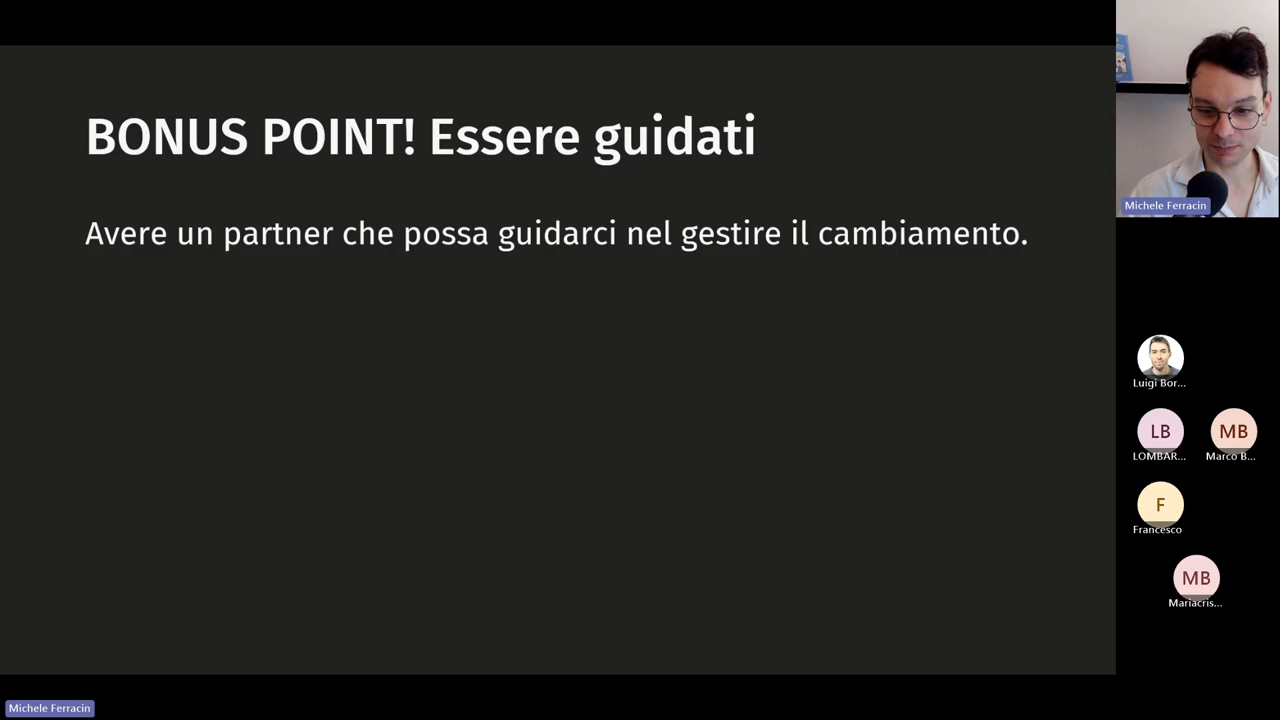 BONUS POINT! Essere guidati
Avere un partner che possa guidarci nel gestire il cambiamento.
Michele Ferracin
Luigi Bor...
LB
LOMBAR...
MB
Marco B...
F
Francesco
MB
Mariacris...
Michele Ferracin